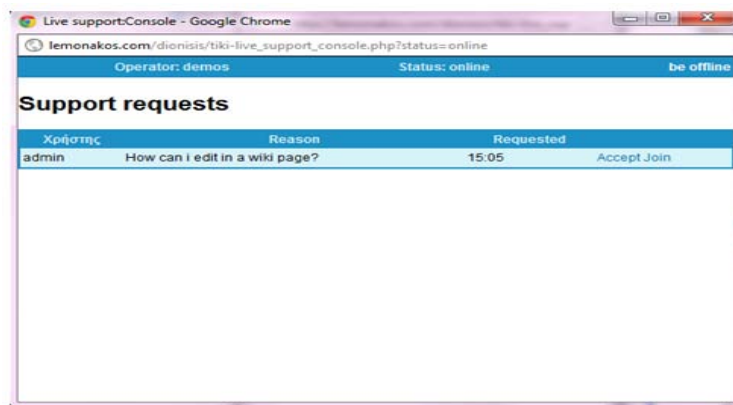 Live support:Console - Google Chrome
lemonakos.com/dionisis/tiki-live_support_console.php?status=online
Operator: demos Status: online be offline
Support requests
Χρήστης Reason Requested
admin How can i edit in a wiki page? 15:05 Accept Join